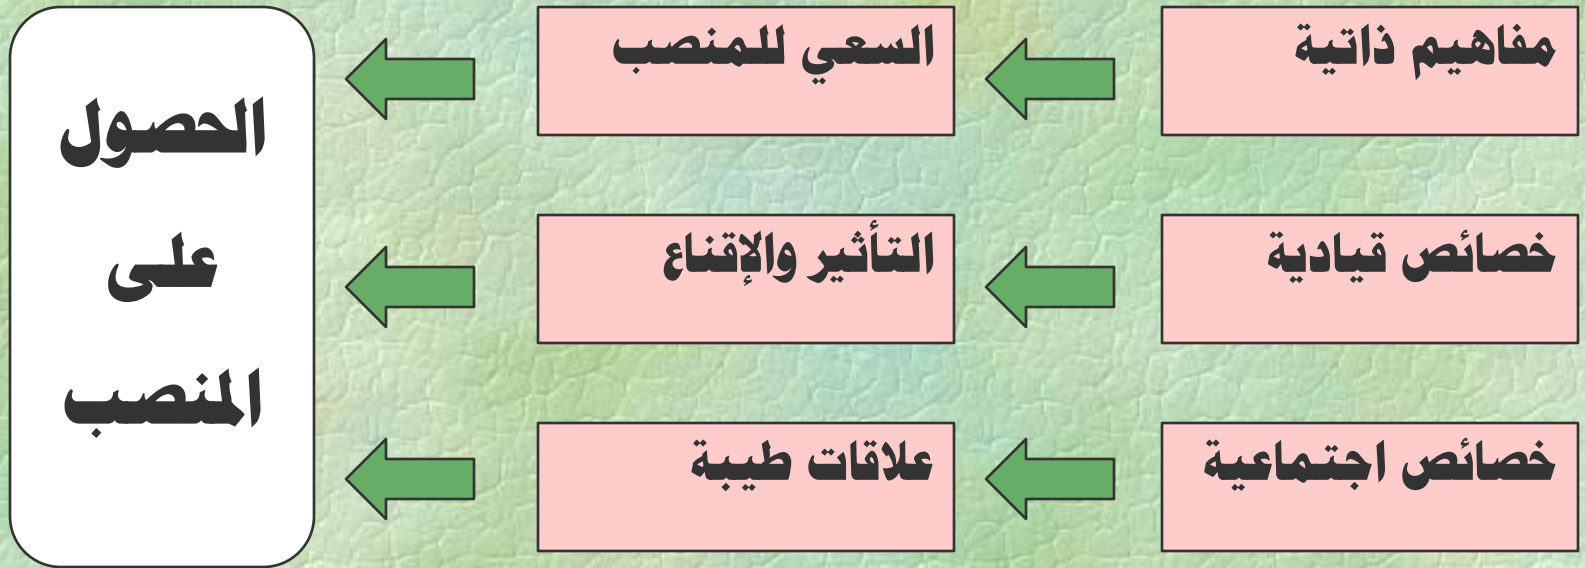 مفاهيم ذاتية
السعي للمنصب
خصائص قيادية
التأثير والإقناع
خصائص اجتماعية
علاقات طيبة
الحصول
على
المنصب